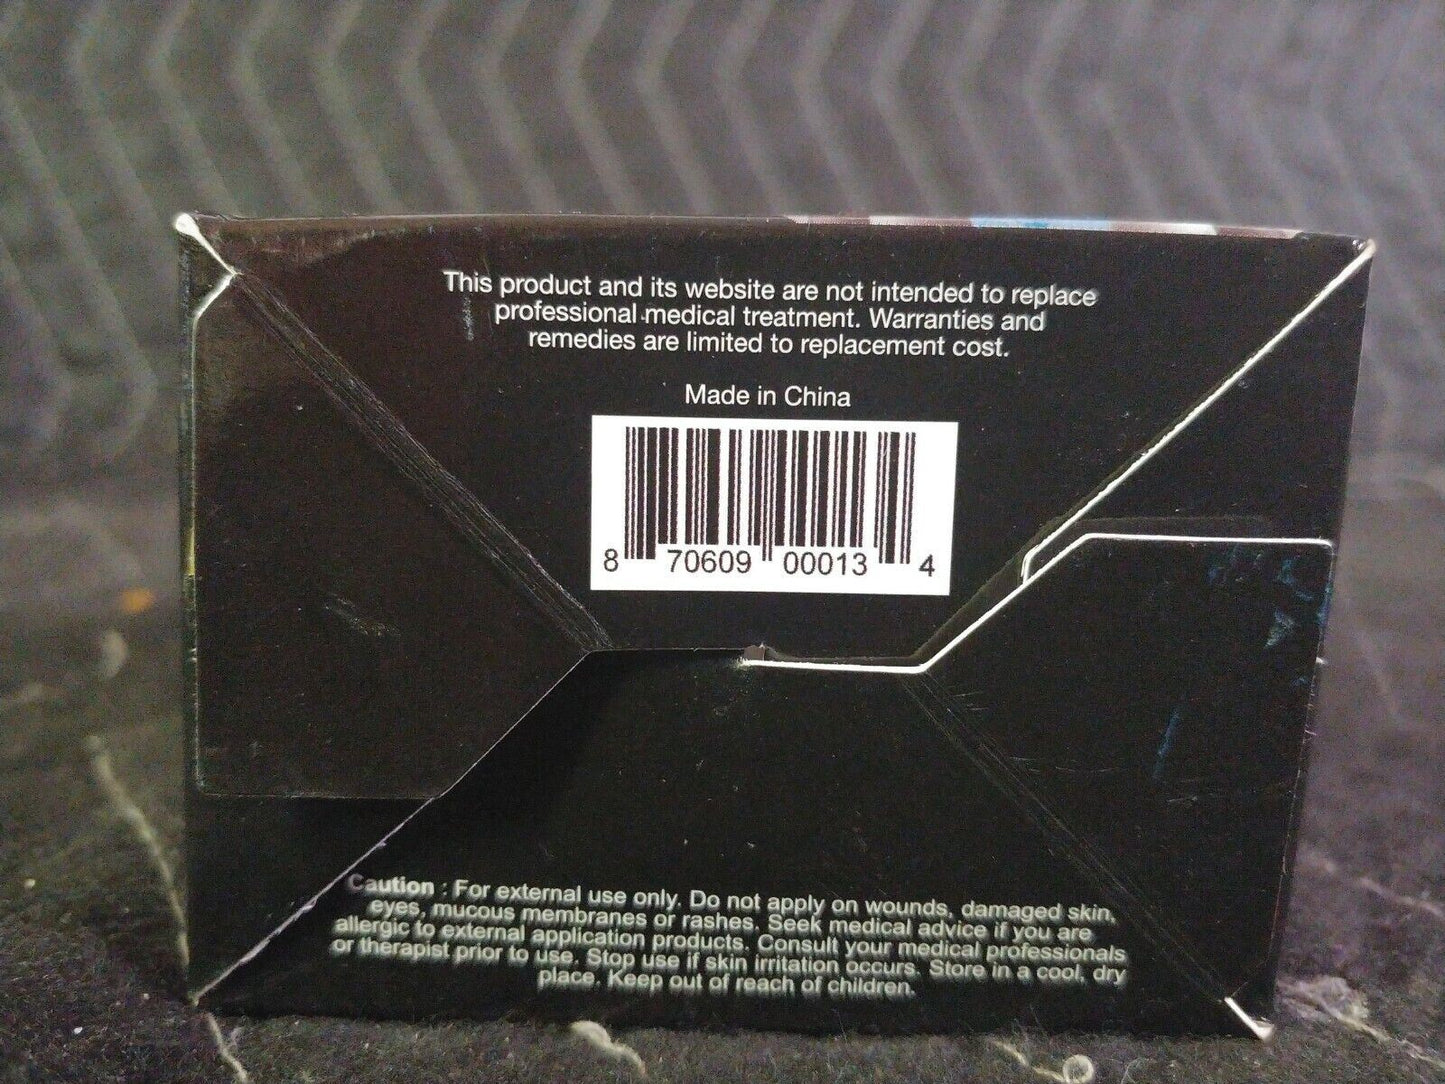 This product and its website are not intended to replace
professional medical treatment. Warranties and
remedies are limited to replacement cost.
Made in China
8 70609 00013 4
Caution : For external use only. Do not apply on wounds, damaged skin,
eyes, mucous membranes or rashes. Seek medical advice if you are
allergic to external application products. Consult your medical professionals
or therapist prior to use. Stop use if skin irritation occurs. Store in a cool, dry
place. Keep out of reach of children.